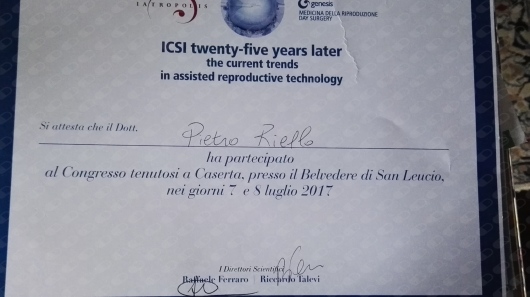 IATROPOLIS
genesis
MEDICINA DELLA RIPRODUZIONE
DAY SURGERY
ICSI twenty-five years later
the current trends
in assisted reproductive technology
Si attesta che il Dott. Pietro Riello
ha partecipato
al Congresso tenutosi a Caserta, presso il Belvedere di San Leucio,
nei giorni 7 e 8 luglio 2017
I Direttori Scientifici
Raffaele Ferraro Riccardo Talevi